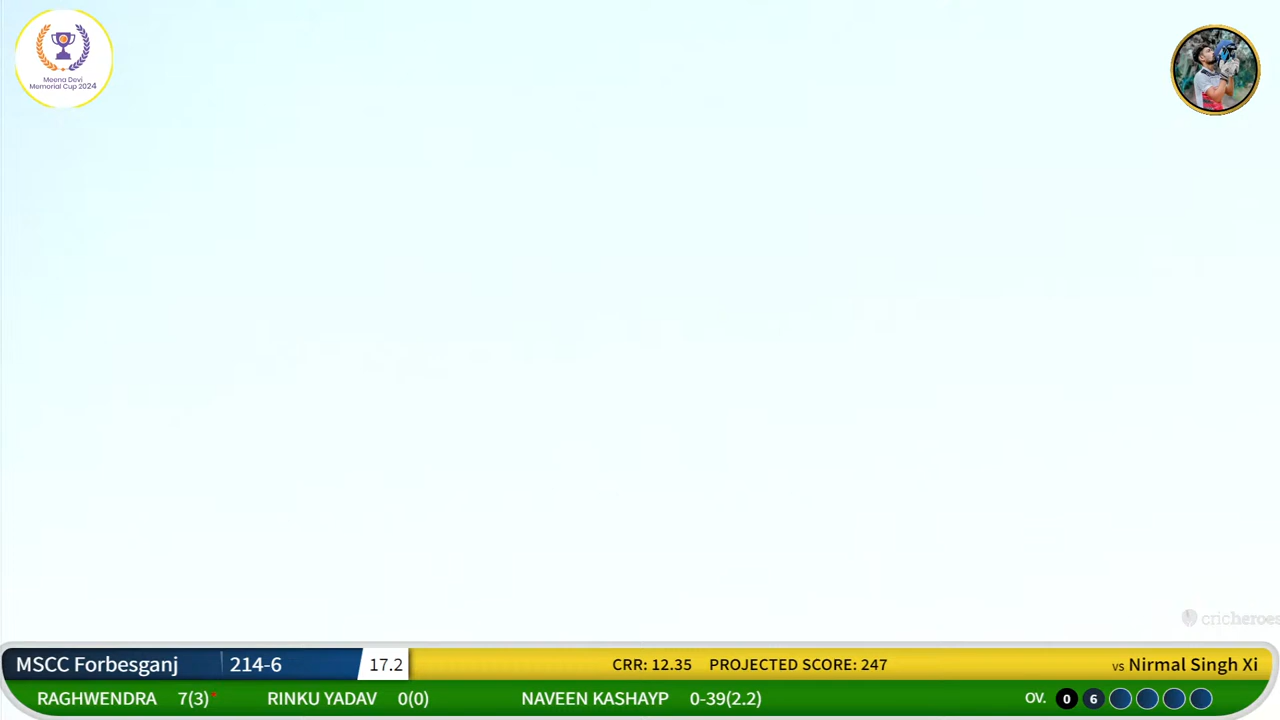 Meena Devi
Memorial Cup 2024
cricheroes
MSCC Forbesganj 214-6 17.2 CRR: 12.35 PROJECTED SCORE: 247 vs Nirmal Singh Xi
RAGHWENDRA 7(3)* RINKU YADAV 0(0) NAVEEN KASHAYP 0-39(2.2) OV. 0 6